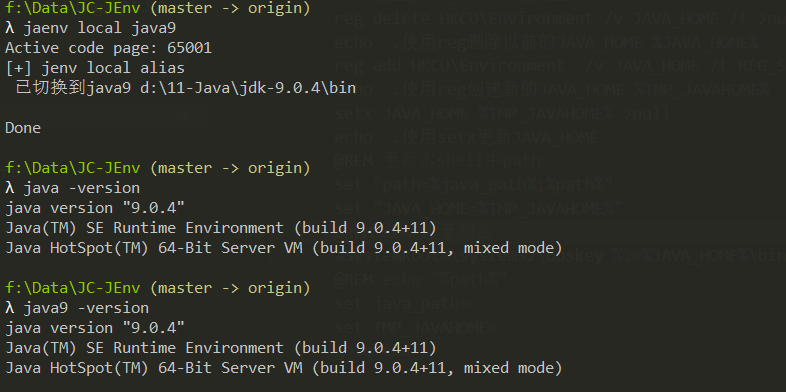 f:\Data\JC-JEnv (master -> origin)
λ jaenv local java9
Active code page: 65001
[+] jenv local alias
已切换到java9 d:\11-Java\jdk-9.0.4\bin
Done
f:\Data\JC-JEnv (master -> origin)
λ java -version
java version "9.0.4"
Java(TM) SE Runtime Environment (build 9.0.4+11)
Java HotSpot(TM) 64-Bit Server VM (build 9.0.4+11, mixed mode)
f:\Data\JC-JEnv (master -> origin)
λ java9 -version
java version "9.0.4"
Java(TM) SE Runtime Environment (build 9.0.4+11)
Java HotSpot(TM) 64-Bit Server VM (build 9.0.4+11, mixed mode)